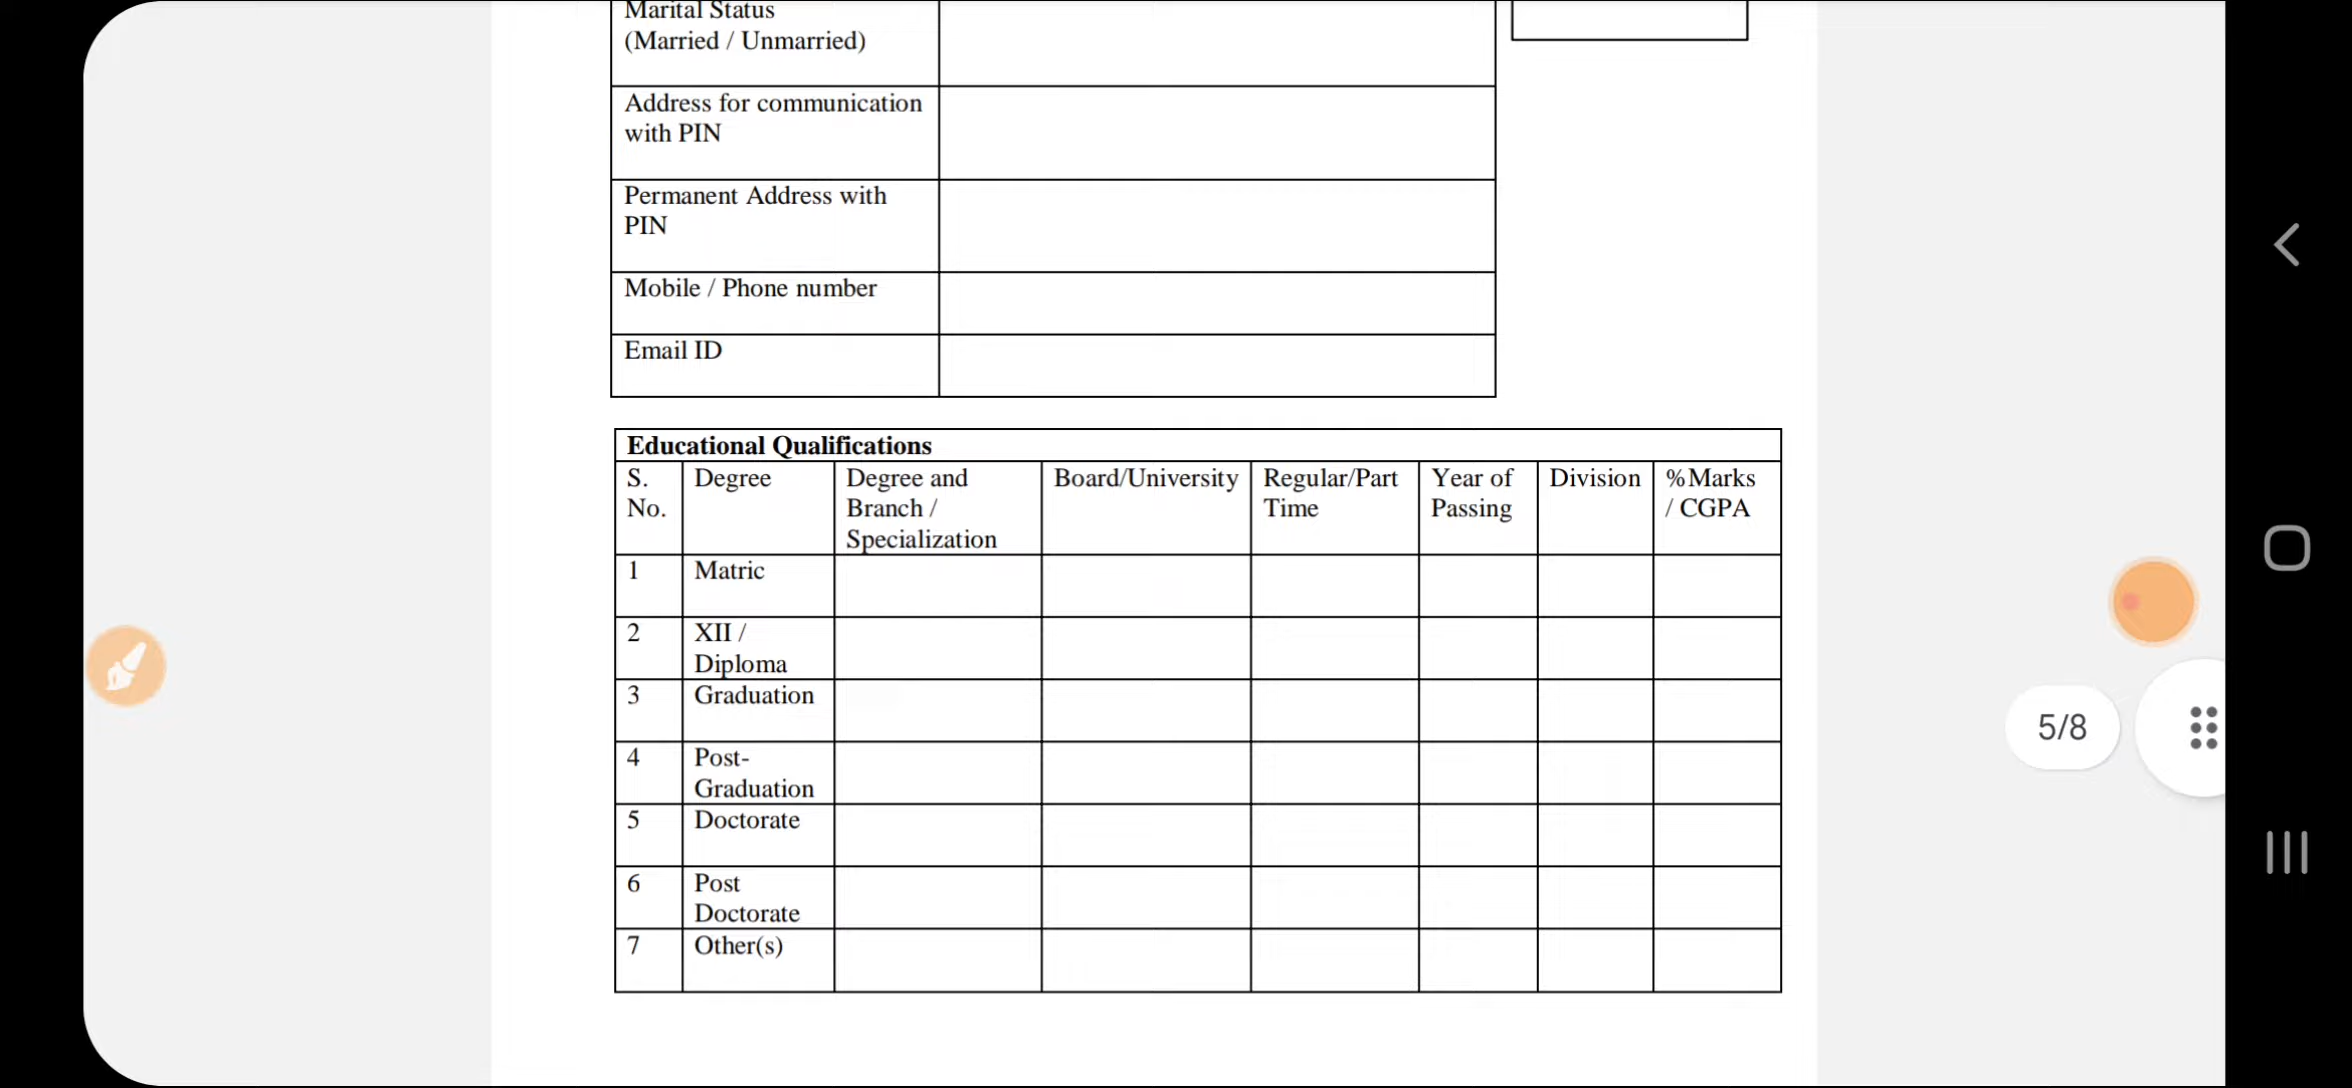 Marital Status
(Married / Unmarried)
Address for communication
with PIN
Permanent Address with
PIN
Mobile / Phone number
Email ID
Educational Qualifications
S.
No.
Degree
Degree and
Branch /
Specialization
Board/University
Regular/Part
Time
Year of
Passing
Division
%Marks
/ CGPA
1
Matric
2
XII /
Diploma
3
Graduation
4
Post-
Graduation
5
Doctorate
6
Post
Doctorate
7
Other(s)
5/8